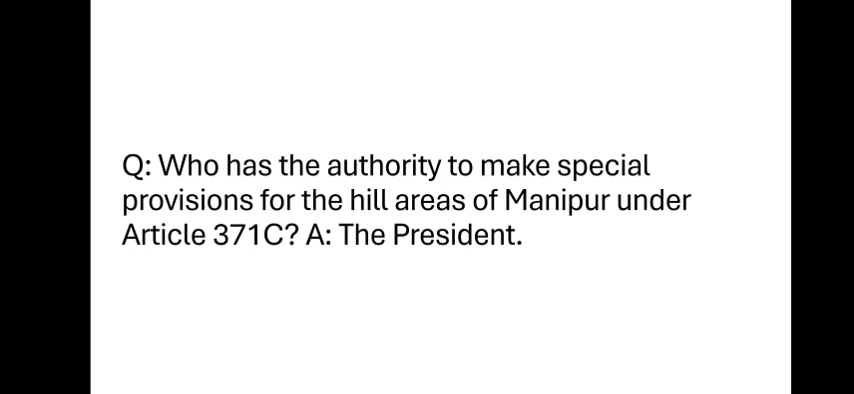 Q: Who has the authority to make special
provisions for the hill areas of Manipur under
Article 371C? A: The President.